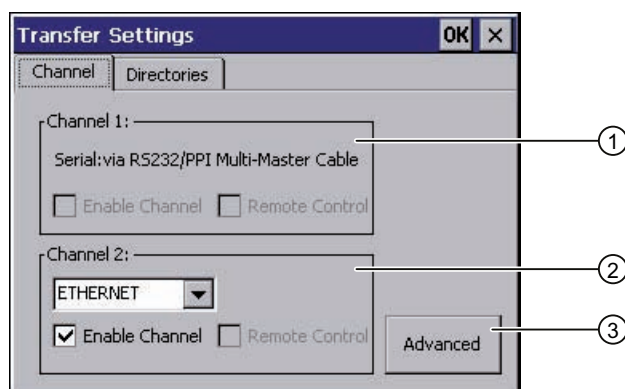 Transfer Settings OK ×
Channel Directories
Channel 1:
1
Serial:via RS232/PPI Multi-Master Cable
Enable Channel Remote Control
Channel 2:
2
ETHERNET
3
Enable Channel Remote Control
Advanced